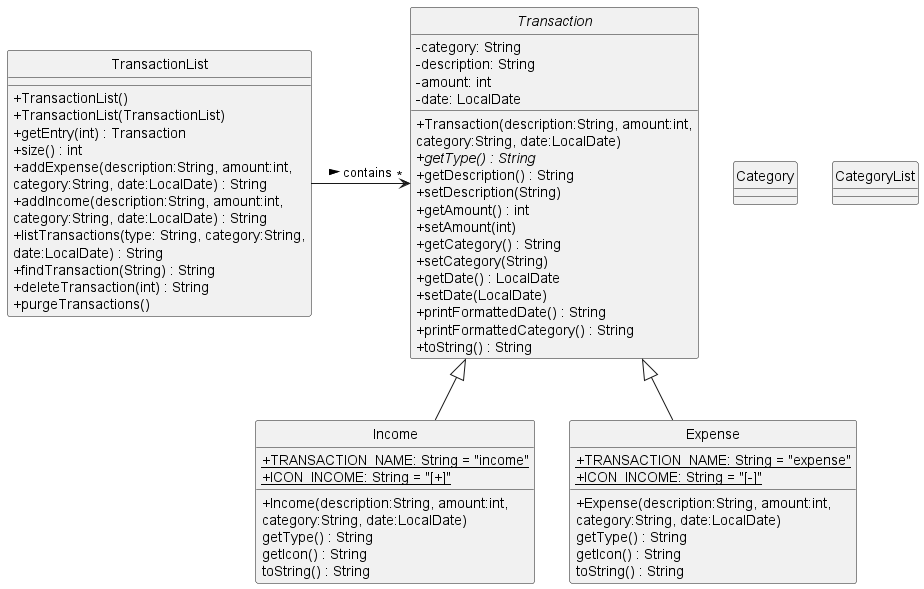 TransactionList
+TransactionList()
+TransactionList(TransactionList)
+getEntry(int) : Transaction
+size() : int
+addExpense(description:String, amount:int,
category:String, date:LocalDate) : String
+addIncome(description:String, amount:int,
category:String, date:LocalDate) : String
+listTransactions(type: String, category:String,
date:LocalDate) : String
+findTransaction(String) : String
+deleteTransaction(int) : String
+purgeTransactions()
contains *
Transaction
-category: String
-description: String
-amount: int
-date: LocalDate
+Transaction(description:String, amount:int,
category:String, date:LocalDate)
+getType() : String
+getDescription() : String
+setDescription(String)
+getAmount() : int
+setAmount(int)
+getCategory() : String
+setCategory(String)
+getDate() : LocalDate
+setDate(LocalDate)
+printFormattedDate() : String
+printFormattedCategory() : String
+toString() : String
Category
CategoryList
Income
+TRANSACTION_NAME: String = "income"
+ICON_INCOME: String = "[+]"
+Income(description:String, amount:int,
category:String, date:LocalDate)
getType() : String
getIcon() : String
toString() : String
Expense
+TRANSACTION_NAME: String = "expense"
+ICON_INCOME: String = "[-]"
+Expense(description:String, amount:int,
category:String, date:LocalDate)
getType() : String
getIcon() : String
toString() : String